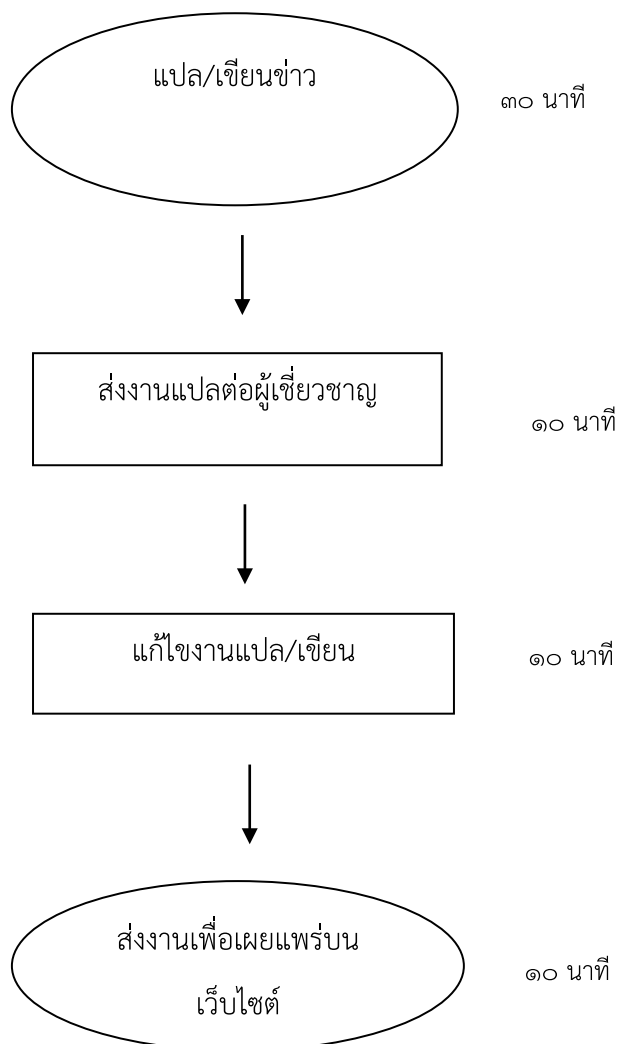 แปล/เขียนข่าว
๓๐ นาที
ส่งงานแปลต่อผู้เชี่ยวชาญ
๑๐ นาที
แก้ไขงานแปล/เขียน
๑๐ นาที
ส่งงานเพื่อเผยแพร่บน
เว็บไซต์
๑๐ นาที